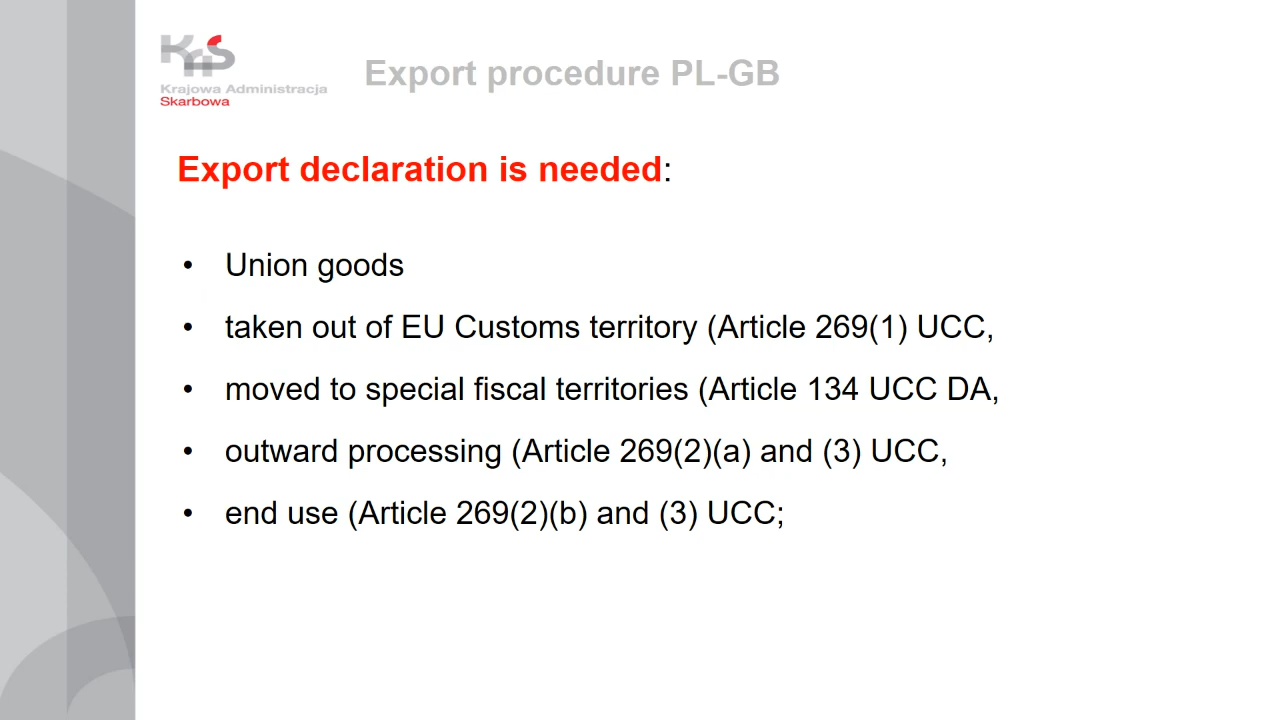 KAS
Krajowa Administracja
Skarbowa
Export procedure PL-GB
Export declaration is needed:
• Union goods
• taken out of EU Customs territory (Article 269(1) UCC,
• moved to special fiscal territories (Article 134 UCC DA,
• outward processing (Article 269(2)(a) and (3) UCC,
• end use (Article 269(2)(b) and (3) UCC;